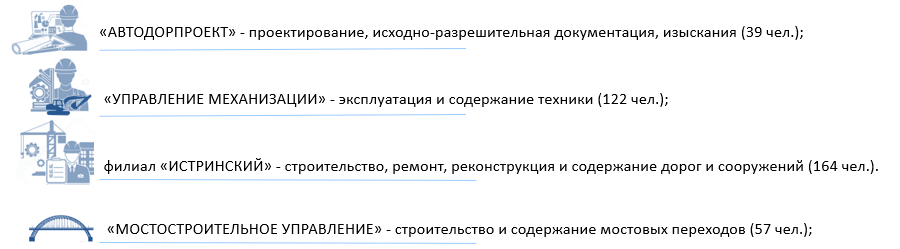 «АВТОДОРПРОЕКТ» - проектирование, исходно-разрешительная документация, изыскания (39 чел.);
«УПРАВЛЕНИЕ МЕХАНИЗАЦИИ» - эксплуатация и содержание техники (122 чел.);
филиал «ИСТРИНСКИЙ» - строительство, ремонт, реконструкция и содержание дорог и сооружений (164 чел.).
«МОСТОСТРОИТЕЛЬНОЕ УПРАВЛЕНИЕ» - строительство и содержание мостовых переходов (57 чел.);